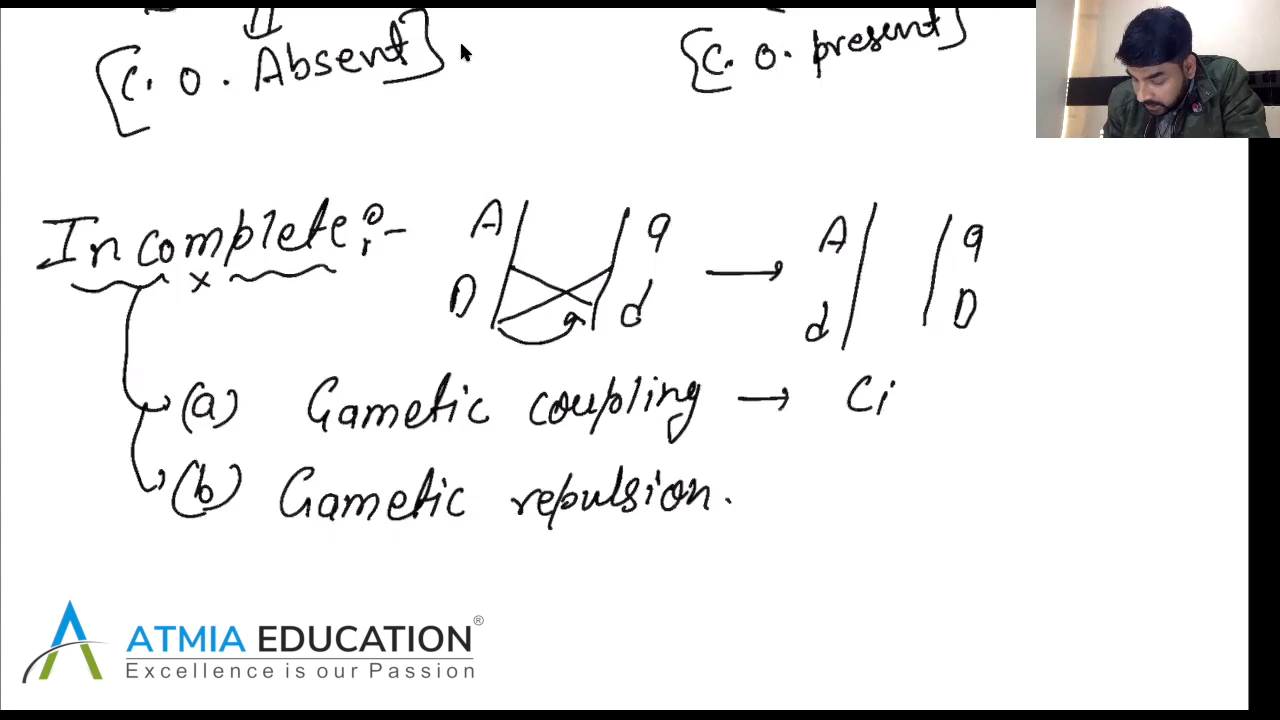 [C. O. Absent]. {C. O. present}
Incomplete :- A a → A a
D d d D
x
(a) Gametic coupling → Ci
(b) Gametic repulsion.
ATMIA EDUCATION®
Excellence is our Passion